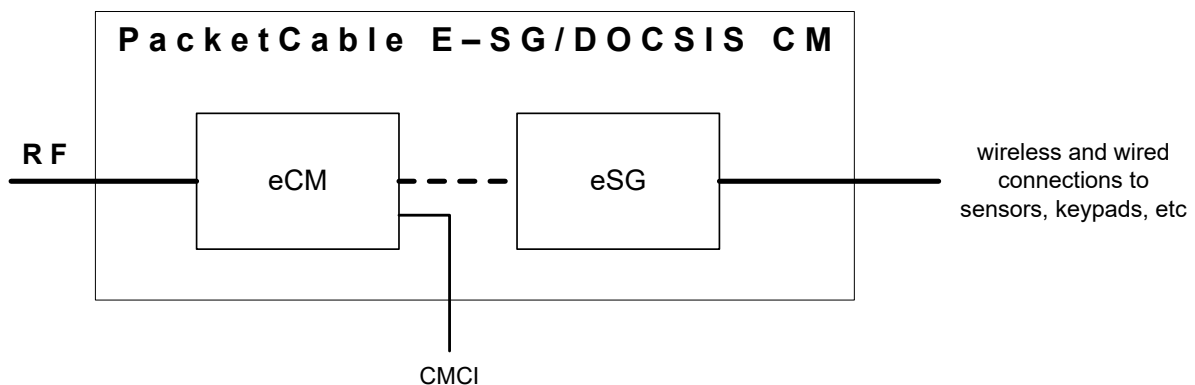 PacketCable E–SG/DOCSIS CM
RF
eCM
eSG
wireless and wired
connections to
sensors, keypads, etc
CMCI